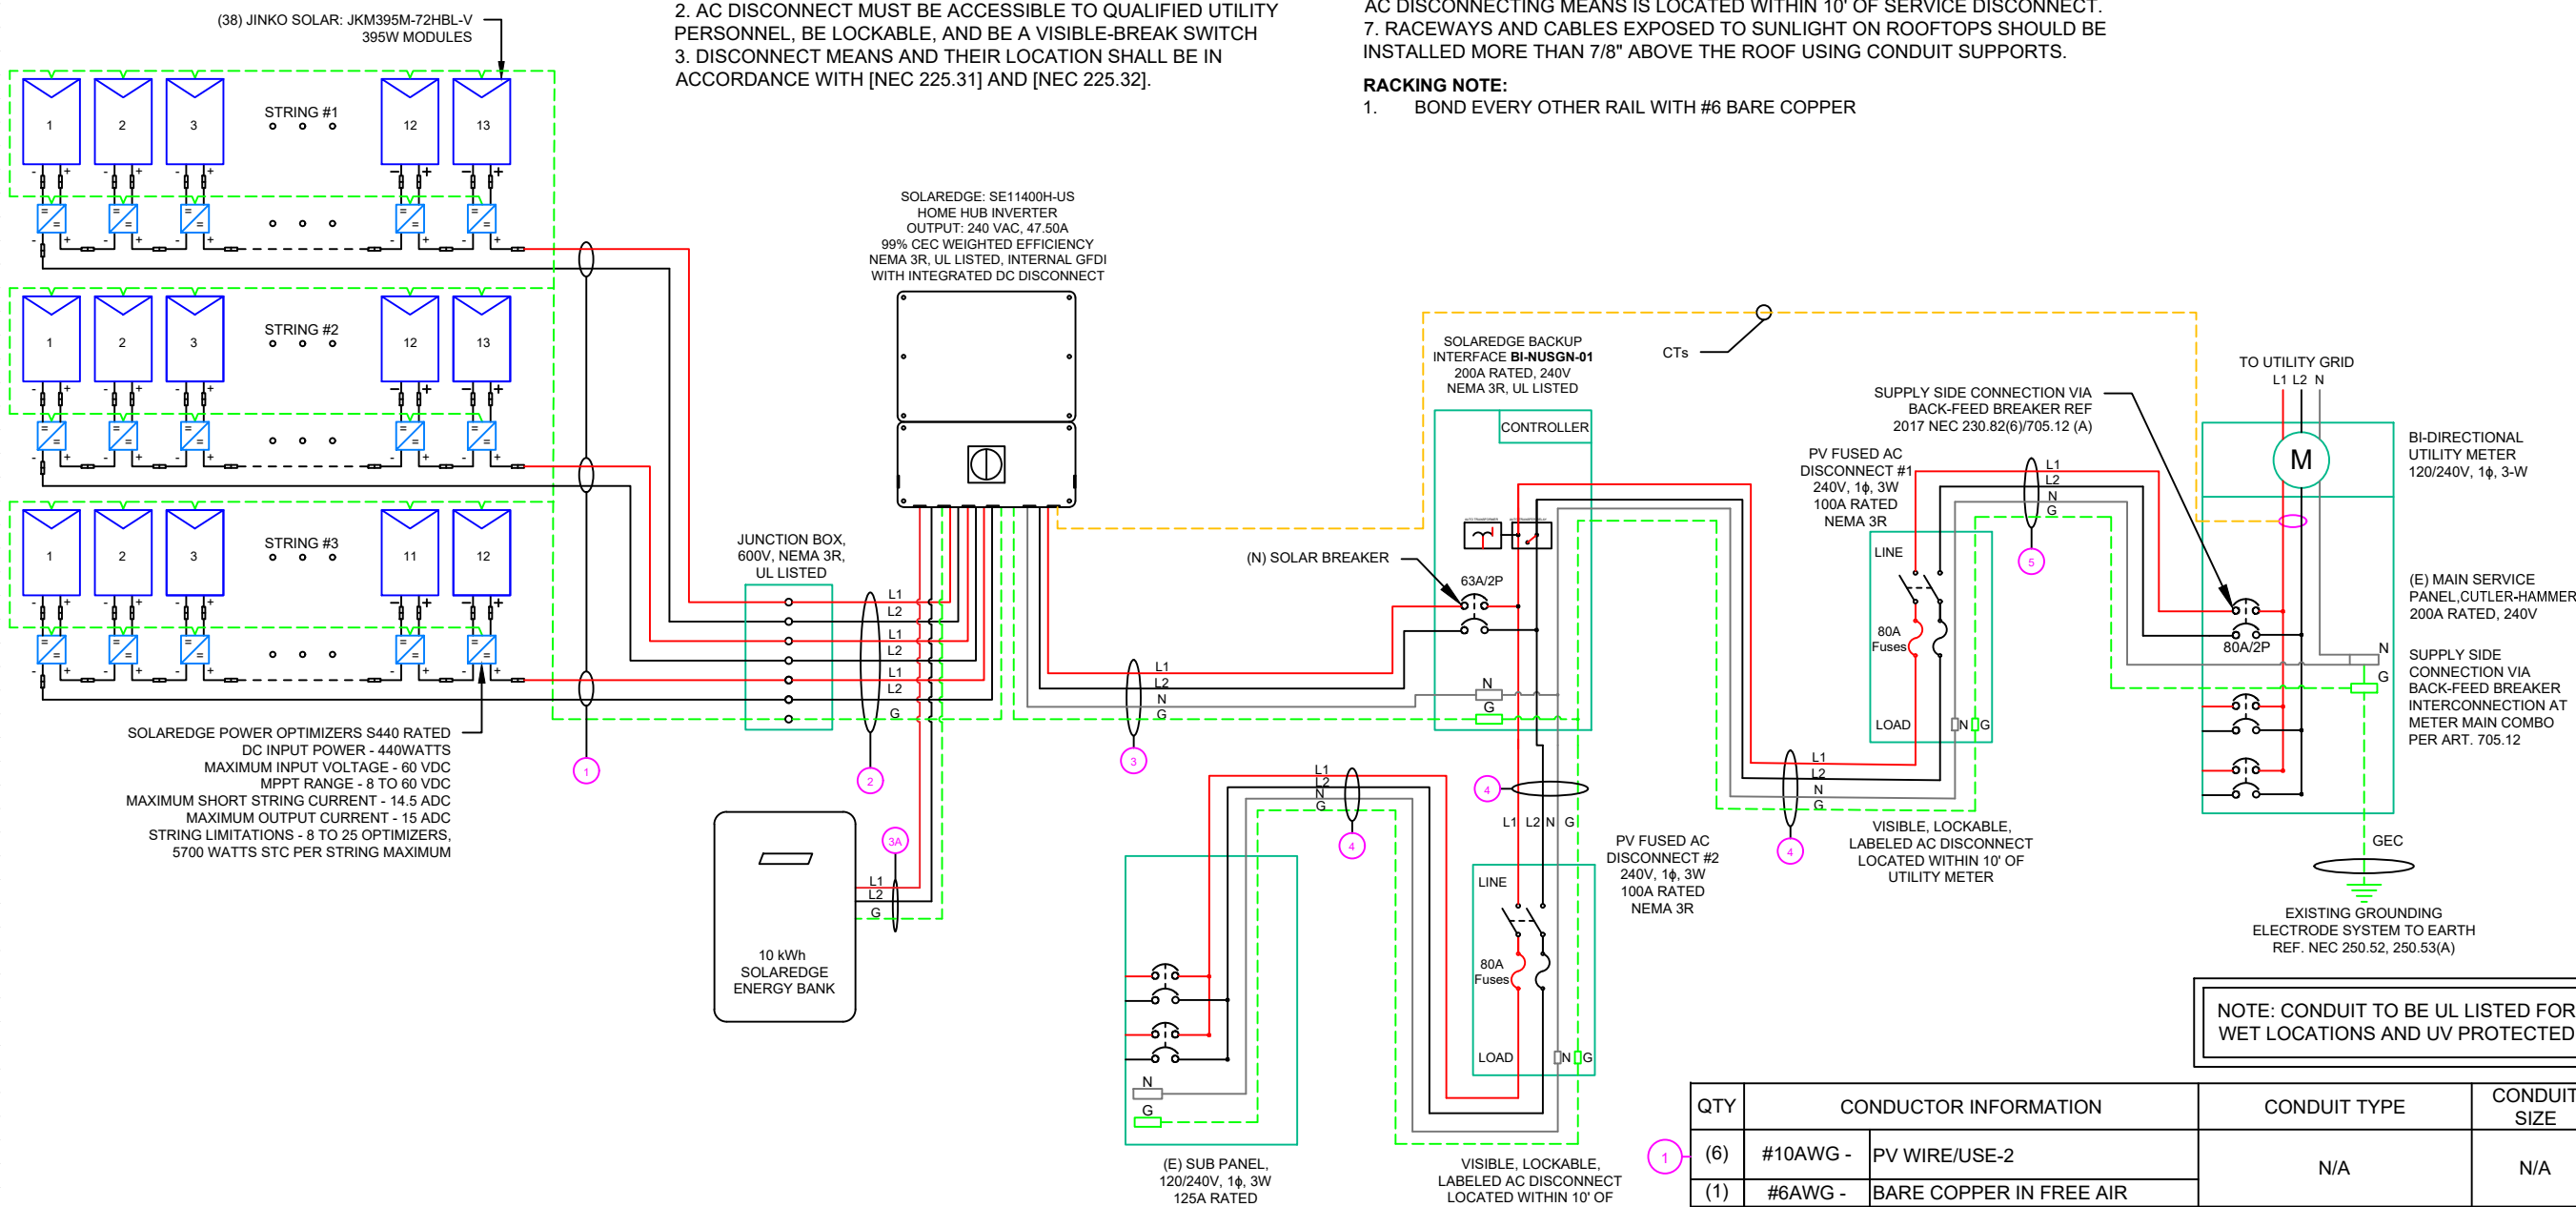 (38) JINKO SOLAR: JKM395M-72HBL-V
395W MODULES
2. AC DISCONNECT MUST BE ACCESSIBLE TO QUALIFIED UTILITY
PERSONNEL, BE LOCKABLE, AND BE A VISIBLE-BREAK SWITCH
3. DISCONNECT MEANS AND THEIR LOCATION SHALL BE IN
ACCORDANCE WITH [NEC 225.31] AND [NEC 225.32].
AC DISCONNECTING MEANS IS LOCATED WITHIN 10' OF SERVICE DISCONNECT.
7. RACEWAYS AND CABLES EXPOSED TO SUNLIGHT ON ROOFTOPS SHOULD BE
INSTALLED MORE THAN 7/8" ABOVE THE ROOF USING CONDUIT SUPPORTS.
RACKING NOTE:
1. BOND EVERY OTHER RAIL WITH #6 BARE COPPER
STRING #1
1 2 3 12 13
- + - + - + - + - +
- + - + - + - + - +
STRING #2
1 2 3 12 13
- + - + - + - + - +
- + - + - + - + - +
STRING #3
1 2 3 11 12
- + - + - + - + - +
- + - + - + - + - +
SOLAREDGE POWER OPTIMIZERS S440 RATED
DC INPUT POWER - 440WATTS
MAXIMUM INPUT VOLTAGE - 60 VDC
MPPT RANGE - 8 TO 60 VDC
MAXIMUM SHORT STRING CURRENT - 14.5 ADC
MAXIMUM OUTPUT CURRENT - 15 ADC
STRING LIMITATIONS - 8 TO 25 OPTIMIZERS,
5700 WATTS STC PER STRING MAXIMUM
1
SOLAREDGE: SE11400H-US
HOME HUB INVERTER
OUTPUT: 240 VAC, 47.50A
99% CEC WEIGHTED EFFICIENCY
NEMA 3R, UL LISTED, INTERNAL GFDI
WITH INTEGRATED DC DISCONNECT
JUNCTION BOX,
600V, NEMA 3R,
UL LISTED
L1
L2
L1
L2
L1
L2
G
2
10 kWh
SOLAREDGE
ENERGY BANK
3A
L1
L2
G
L1
L2
N
G
3
SOLAREDGE BACKUP
INTERFACE BI-NUSGN-01
200A RATED, 240V
NEMA 3R, UL LISTED
CONTROLLER
(N) SOLAR BREAKER
63A/2P
N
G
CTs
4
L1 L2 N G
L1
L2
N
G
4
N
G
(E) SUB PANEL,
120/240V, 1ϕ, 3W
125A RATED
PV FUSED AC
DISCONNECT #2
240V, 1ϕ, 3W
100A RATED
NEMA 3R
LINE
80A
Fuses
LOAD
N G
VISIBLE, LOCKABLE,
LABELED AC DISCONNECT
LOCATED WITHIN 10' OF
L1
L2
N
G
4
PV FUSED AC
DISCONNECT #1
240V, 1ϕ, 3W
100A RATED
NEMA 3R
LINE
80A
Fuses
LOAD
N G
VISIBLE, LOCKABLE,
LABELED AC DISCONNECT
LOCATED WITHIN 10' OF
UTILITY METER
SUPPLY SIDE CONNECTION VIA
BACK-FEED BREAKER REF
2017 NEC 230.82(6)/705.12 (A)
L1
L2
N
G
5
TO UTILITY GRID
L1 L2 N
M
BI-DIRECTIONAL
UTILITY METER
120/240V, 1ϕ, 3-W
(E) MAIN SERVICE
PANEL,CUTLER-HAMMER
200A RATED, 240V
80A/2P
N
G
SUPPLY SIDE
CONNECTION VIA
BACK-FEED BREAKER
INTERCONNECTION AT
METER MAIN COMBO
PER ART. 705.12
GEC
EXISTING GROUNDING
ELECTRODE SYSTEM TO EARTH
REF. NEC 250.52, 250.53(A)
NOTE: CONDUIT TO BE UL LISTED FOR
WET LOCATIONS AND UV PROTECTED
QTY CONDUCTOR INFORMATION CONDUIT TYPE CONDUIT SIZE
1 (6) #10AWG - PV WIRE/USE-2 N/A N/A
(1) #6AWG - BARE COPPER IN FREE AIR